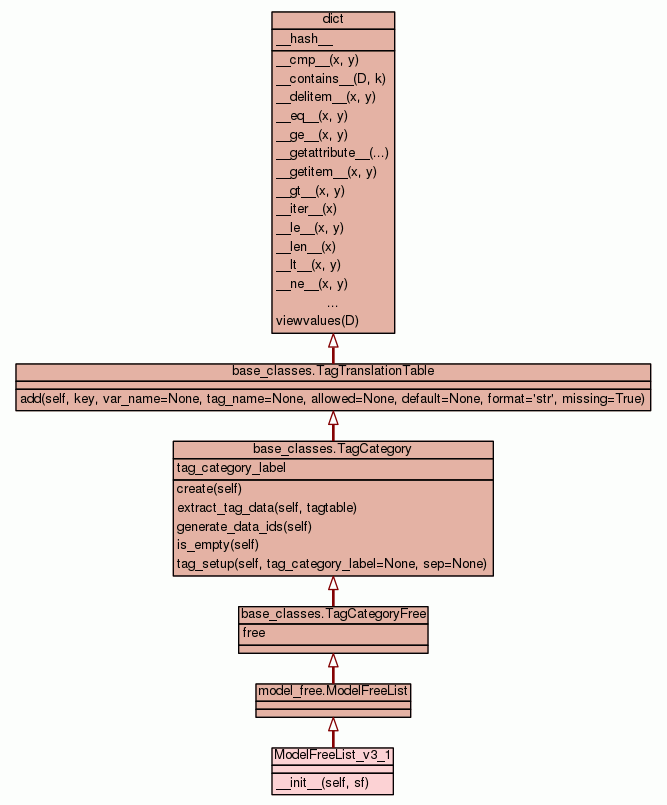 dict
__hash__
__cmp__(x, y)
__contains__(D, k)
__delitem__(x, y)
__eq__(x, y)
__ge__(x, y)
__getattribute__(...)
__getitem__(x, y)
__gt__(x, y)
__iter__(x)
__le__(x, y)
__len__(x)
__lt__(x, y)
__ne__(x, y)
...
viewvalues(D)
base_classes.TagTranslationTable
add(self, key, var_name=None, tag_name=None, allowed=None, default=None, format='str', missing=True)
base_classes.TagCategory
tag_category_label
create(self)
extract_tag_data(self, tagtable)
generate_data_ids(self)
is_empty(self)
tag_setup(self, tag_category_label=None, sep=None)
base_classes.TagCategoryFree
free
model_free.ModelFreeList
ModelFreeList_v3_1
__init__(self, sf)